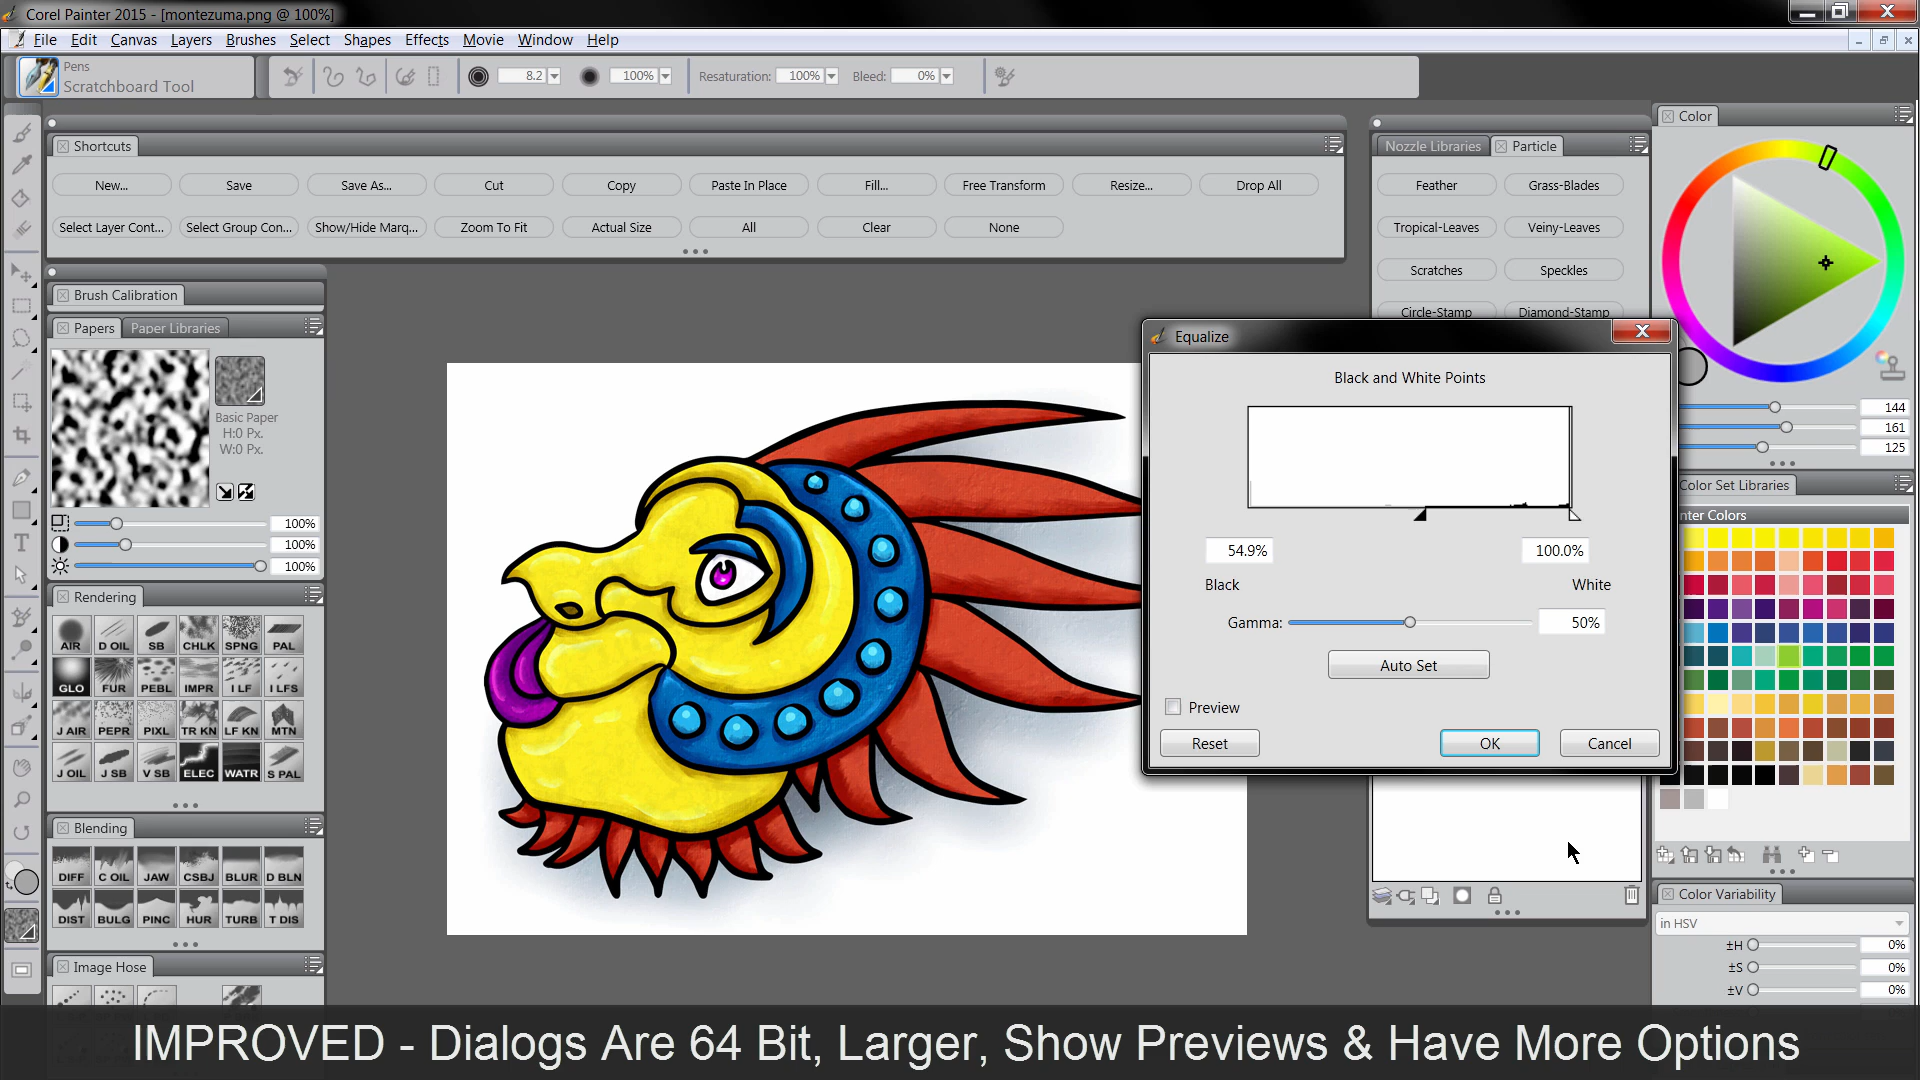 Corel Painter 2015 - [montezuma.png @ 100%]
File Edit Canvas Layers Brushes Select Shapes Effects Movie Window Help
Pens
Scratchboard Tool
8.2 100% Resaturation: 100% Bleed: 0%
Shortcuts
New... Save Save As... Cut Copy Paste In Place Fill... Free Transform Resize... Drop All
Select Layer Cont... Select Group Con... Show/Hide Marq... Zoom To Fit Actual Size All Clear None
Nozzle Libraries Particle
Feather Grass-Blades
Tropical-Leaves Veiny-Leaves
Scratches Speckles
Circle-Stamp Diamond-Stamp
Color
144
161
125
Brush Calibration
Papers Paper Libraries
Basic Paper
H:0 Px.
W:0 Px.
100%
100%
100%
Rendering
AIR D OIL SB CHLK SPNG PAL
GLO FUR PEBL IMPR I LF I LFS
J AIR PEPR PIXL TR KN LF KN MTN
J OIL J SB V SB ELEC WATR S PAL
Blending
DIFF C OIL JAW CSBJ BLUR D BLN
DIST BULG PINC HUR TURB T DIS
Image Hose
Equalize
Black and White Points
54.9% 100.0%
Black White
Gamma: 50%
Auto Set
Preview
Reset OK Cancel
Color Set Libraries
nter Colors
Color Variability
in HSV
±H 0%
±S 0%
±V 0%
IMPROVED - Dialogs Are 64 Bit, Larger, Show Previews & Have More Options